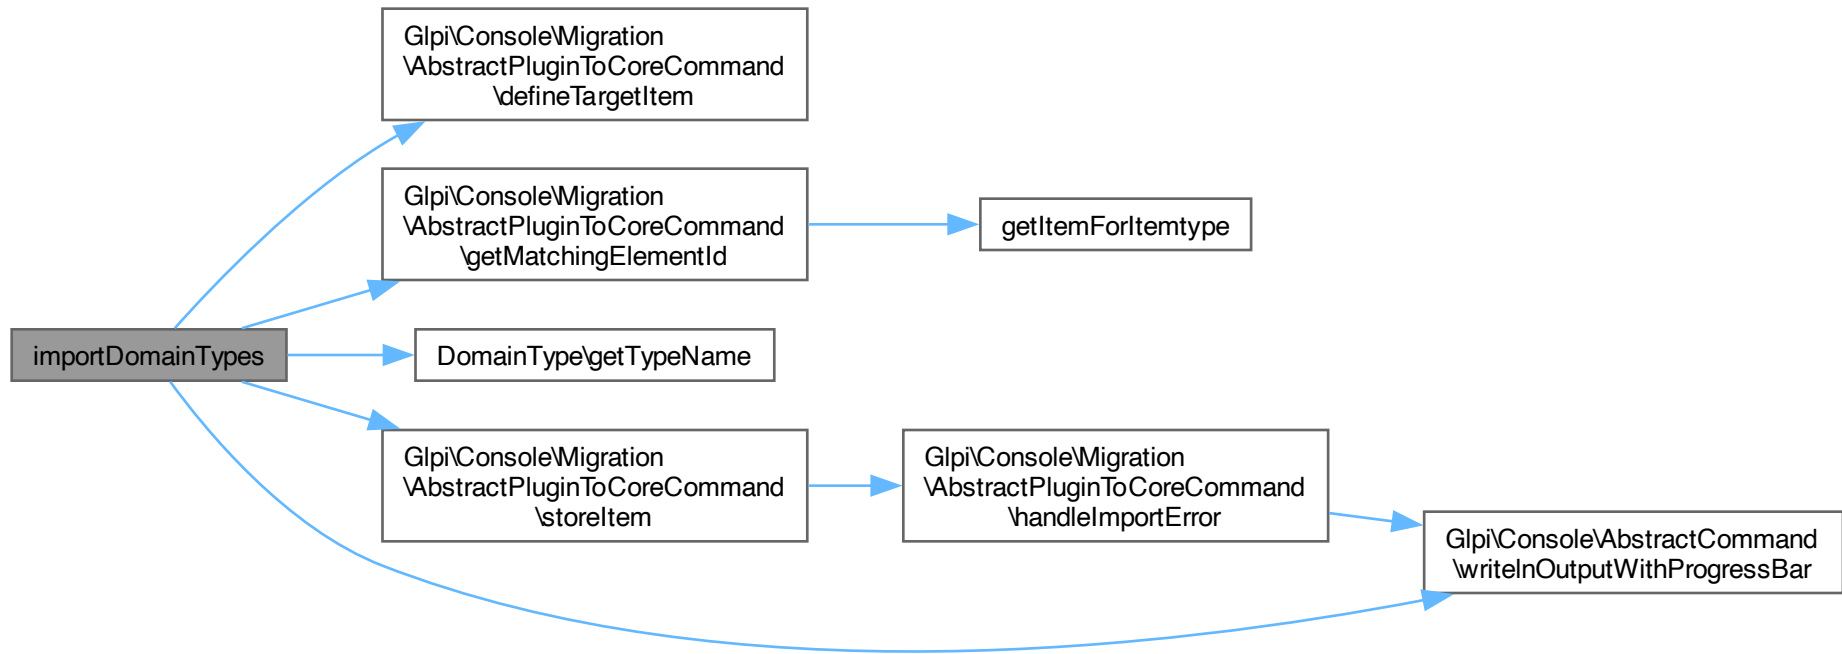 Glpi\Console\Migration
\AbstractPluginToCoreCommand
\defineTargetItem
Glpi\Console\Migration
\AbstractPluginToCoreCommand
\getMatchingElementId
getItemForItemtype
importDomainTypes
DomainType\getTypeName
Glpi\Console\Migration
\AbstractPluginToCoreCommand
\storeItem
Glpi\Console\Migration
\AbstractPluginToCoreCommand
\handleImportError
Glpi\Console\AbstractCommand
\writelnOutputWithProgressBar